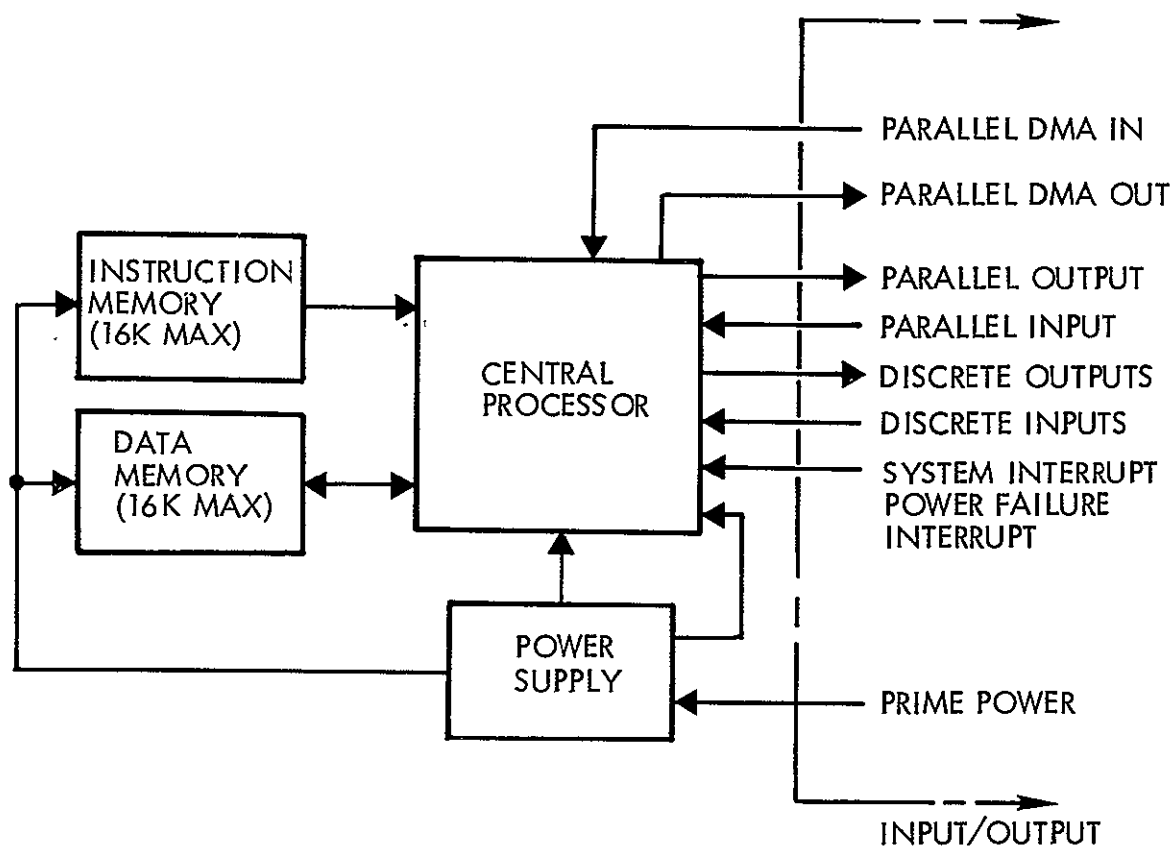 PARALLEL DMA IN
PARALLEL DMA OUT
INSTRUCTION
MEMORY
(16K MAX)
PARALLEL OUTPUT
PARALLEL INPUT
CENTRAL
PROCESSOR
DISCRETE OUTPUTS
DISCRETE INPUTS
DATA
MEMORY
(16K MAX)
SYSTEM INTERRUPT
POWER FAILURE
INTERRUPT
POWER
SUPPLY
PRIME POWER
INPUT/OUTPUT